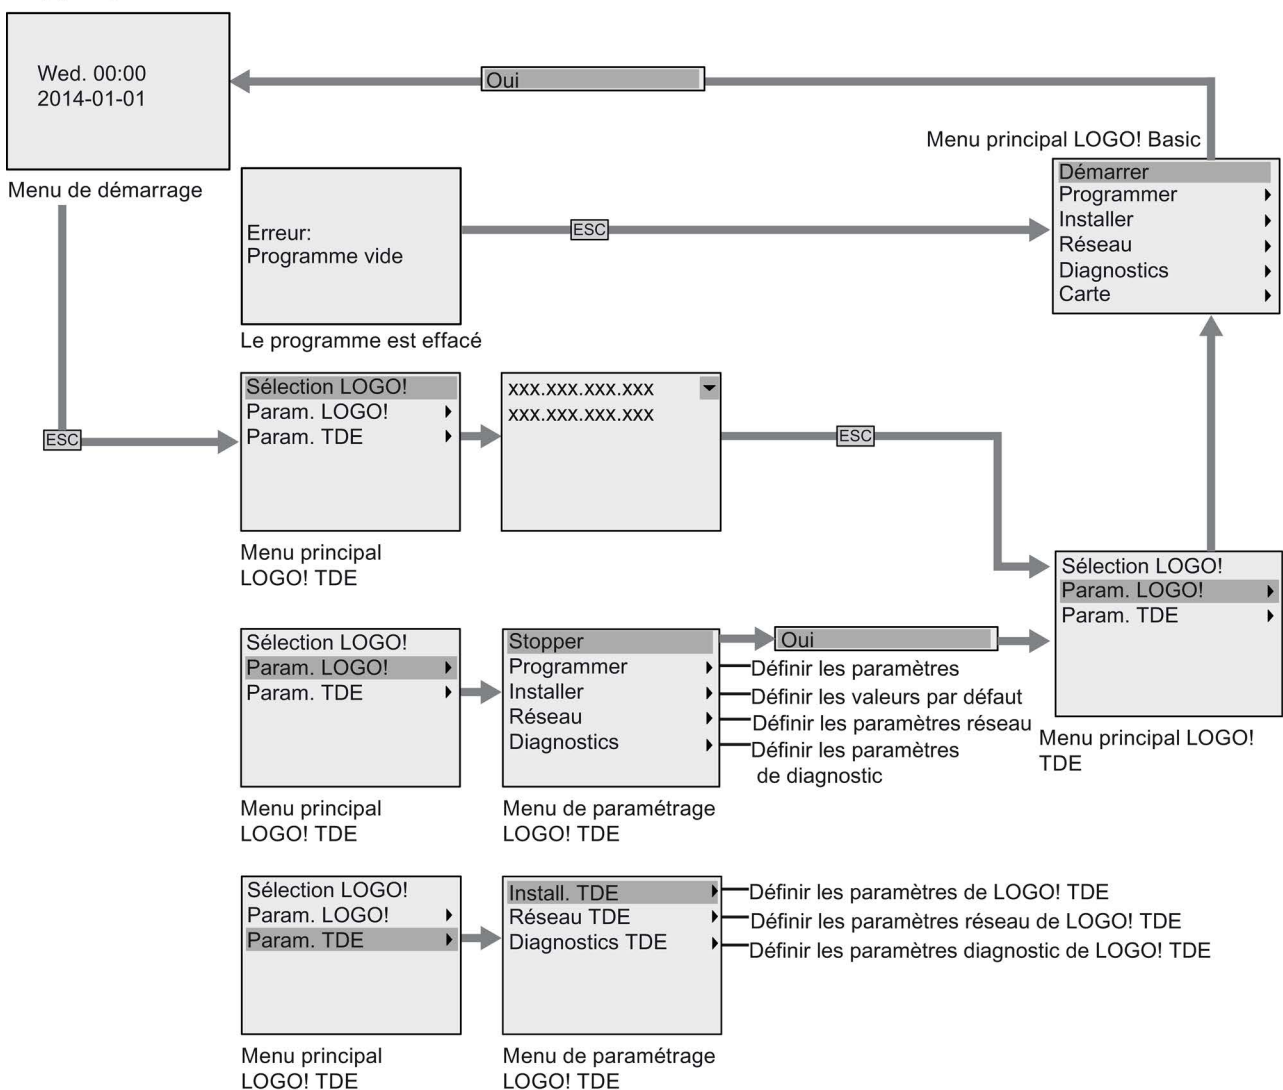 Wed. 00:00
2014-01-01
Menu de démarrage
Oui
Menu principal LOGO! Basic
Démarrer
Programmer
Installer
Réseau
Diagnostics
Carte
Erreur:
Programme vide
ESC
Le programme est effacé
ESC
Sélection LOGO!
Param. LOGO!
Param. TDE
Menu principal
LOGO! TDE
xxx.xxx.xxx.xxx
xxx.xxx.xxx.xxx
ESC
Sélection LOGO!
Param. LOGO!
Param. TDE
Menu principal LOGO!
TDE
Sélection LOGO!
Param. LOGO!
Param. TDE
Menu principal
LOGO! TDE
Stopper
Programmer
Installer
Réseau
Diagnostics
Menu de paramétrage
LOGO! TDE
Oui
Définir les paramètres
Définir les valeurs par défaut
Définir les paramètres réseau
Définir les paramètres
de diagnostic
Sélection LOGO!
Param. LOGO!
Param. TDE
Menu principal
LOGO! TDE
Install. TDE
Réseau TDE
Diagnostics TDE
Menu de paramétrage
LOGO! TDE
Définir les paramètres de LOGO! TDE
Définir les paramètres réseau de LOGO! TDE
Définir les paramètres diagnostic de LOGO! TDE